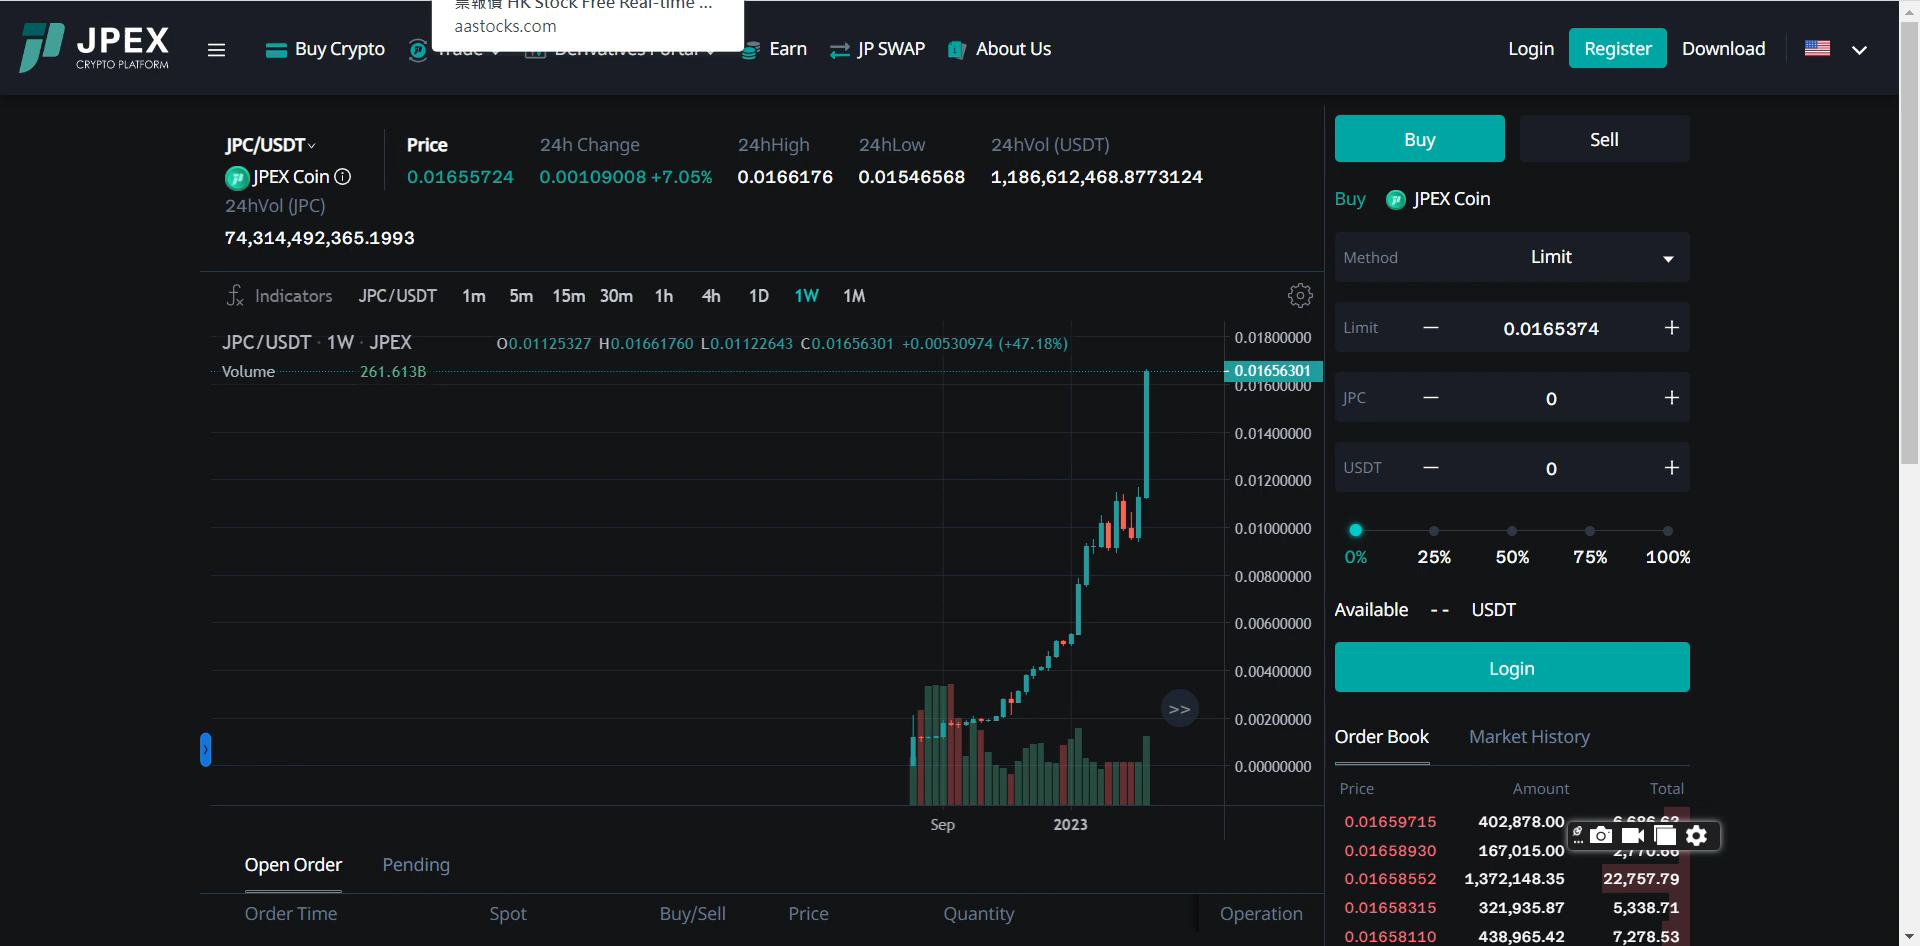 HK Stock Free Real-time ...
aastocks.com
JPEX
CRYPTO PLATFORM
Buy Crypto
Earn
JP SWAP
About Us
Login
Register
Download
JPC/USDT
JPEX Coin
Price
0.01655724
24h Change
0.00109008 +7.05%
24hHigh
0.0166176
24hLow
0.01546568
24hVol (USDT)
1,186,612,468.8773124
24hVol (JPC)
74,314,492,365.1993
Indicators JPC/USDT 1m 5m 15m 30m 1h 4h 1D 1W 1M
JPC/USDT · 1W · JPEX O0.01125327 H0.01661760 L0.01122643 C0.01656301 +0.00530974 (+47.18%)
Volume 261.613B
0.01800000
0.01656301
0.01600000
0.01400000
0.01200000
0.01000000
0.00800000
0.00600000
0.00400000
0.00200000
0.00000000
>>
Sep 2023
Open Order Pending
Order Time Spot Buy/Sell Price Quantity Operation
Buy Sell
Buy JPEX Coin
Method Limit
Limit — 0.0165374 +
JPC — 0 +
USDT — 0 +
0% 25% 50% 75% 100%
Available -- USDT
Login
Order Book Market History
Price Amount Total
0.01659715 402,878.00
0.01658930 167,015.00
0.01658552 1,372,148.35 22,757.79
0.01658315 321,935.87 5,338.71
0.01658110 438,965.42 7,278.53